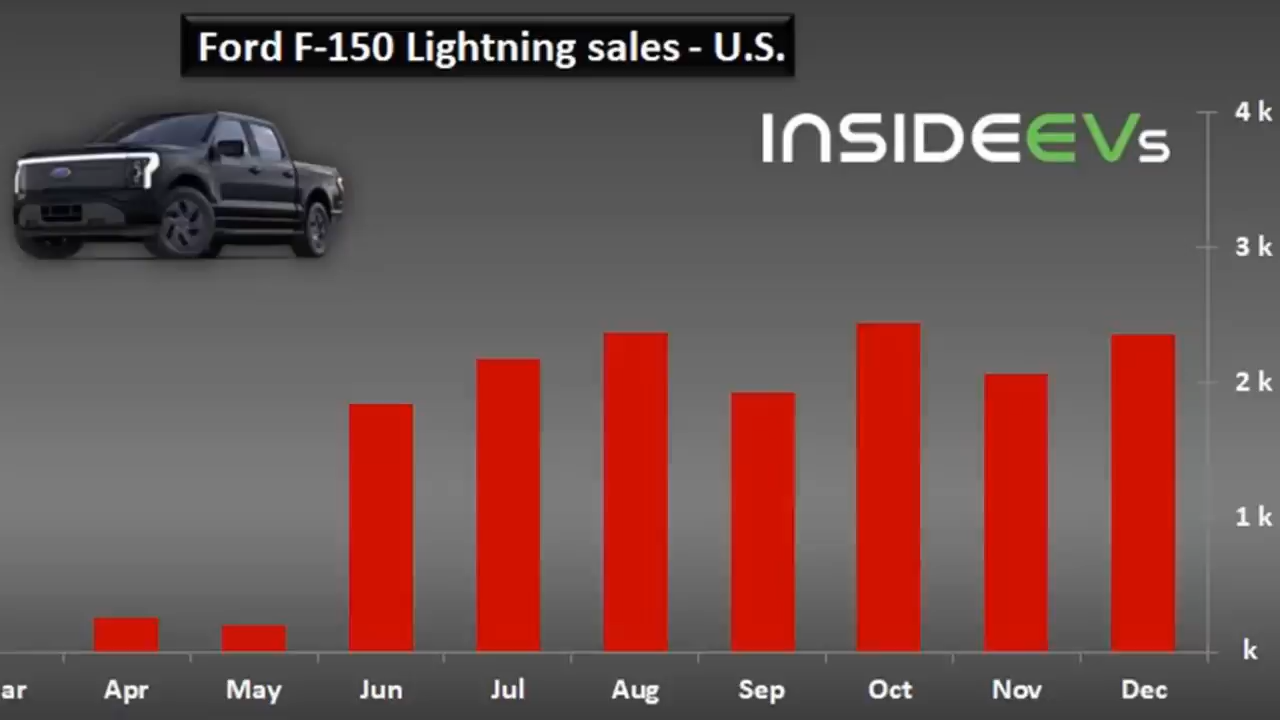 Ford F-150 Lightning sales - U.S.
INSIDEEVs
4 k
3 k
2 k
1 k
k
ar Apr May Jun Jul Aug Sep Oct Nov Dec